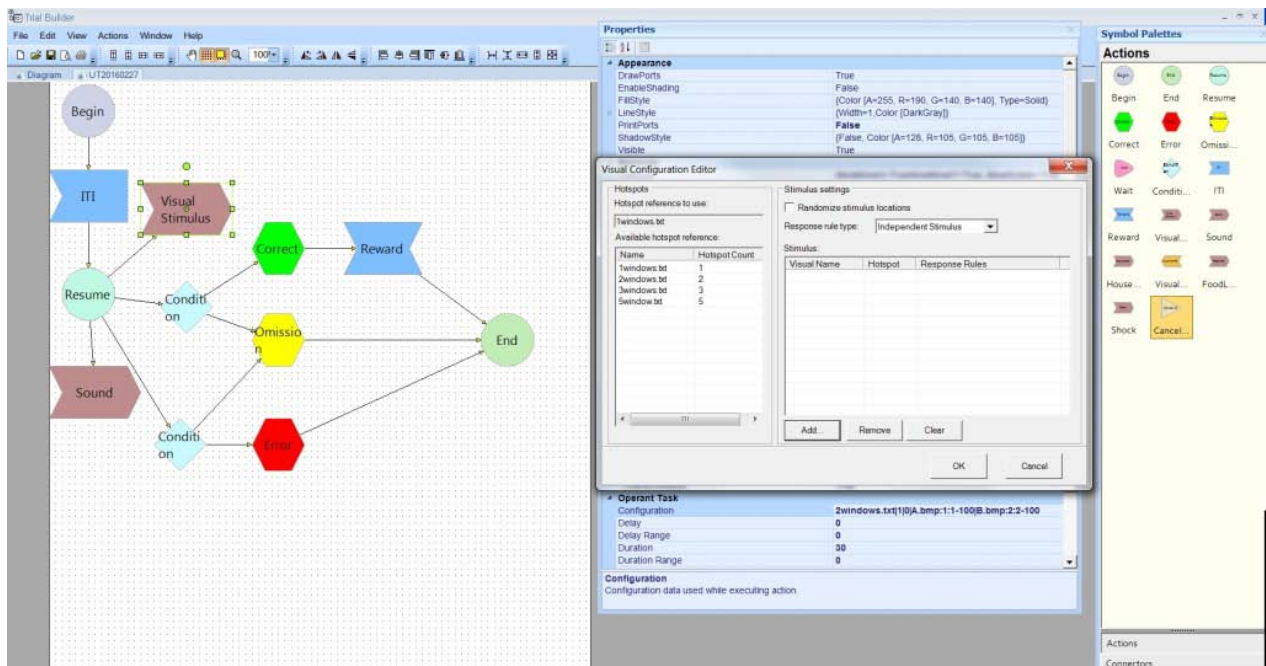 Trial Builder
File Edit View Actions Window Help
100%
Diagram UT20160227
Begin
ITI
Visual
Stimulus
Correct
Reward
Resume
Conditi
on
Omissio
n
End
Sound
Conditi
on
Error
Properties
Appearance
DrawPorts True
EnableShading False
FillStyle {Color [A=255, R=190, G=140, B=140], Type=Solid}
LineStyle {Width=1,Color [DarkGray]}
PrintPorts False
ShadowStyle {False, Color [A=126, R=105, G=105, B=105]}
Visible True
Visual Configuration Editor
Hotspots
Hotspot reference to use:
1windows.txt
Available hotspot reference:
Name Hotspot Count
1windows.txt 1
2windows.txt 2
3windows.txt 3
5window.txt 5
Stimulus settings
Randomize stimulus locations
Response rule type: Independent Stimulus
Stimulus:
Visual Name Hotspot Response Rules
Add... Remove Clear
OK Cancel
Operant Task
Configuration 2windows.txt|1|0|A.bmp:1:1-100|B.bmp:2:2-100
Delay 0
Delay Range 0
Duration 30
Duration Range 0
Configuration
Configuration data used while executing action
Symbol Palettes
Actions
Begin End Resume
Correct Error Omissi...
Wait Conditi... ITI
Reward Visual... Sound
House... Visual... FoodL...
Shock Cancel...
Actions
Connectors